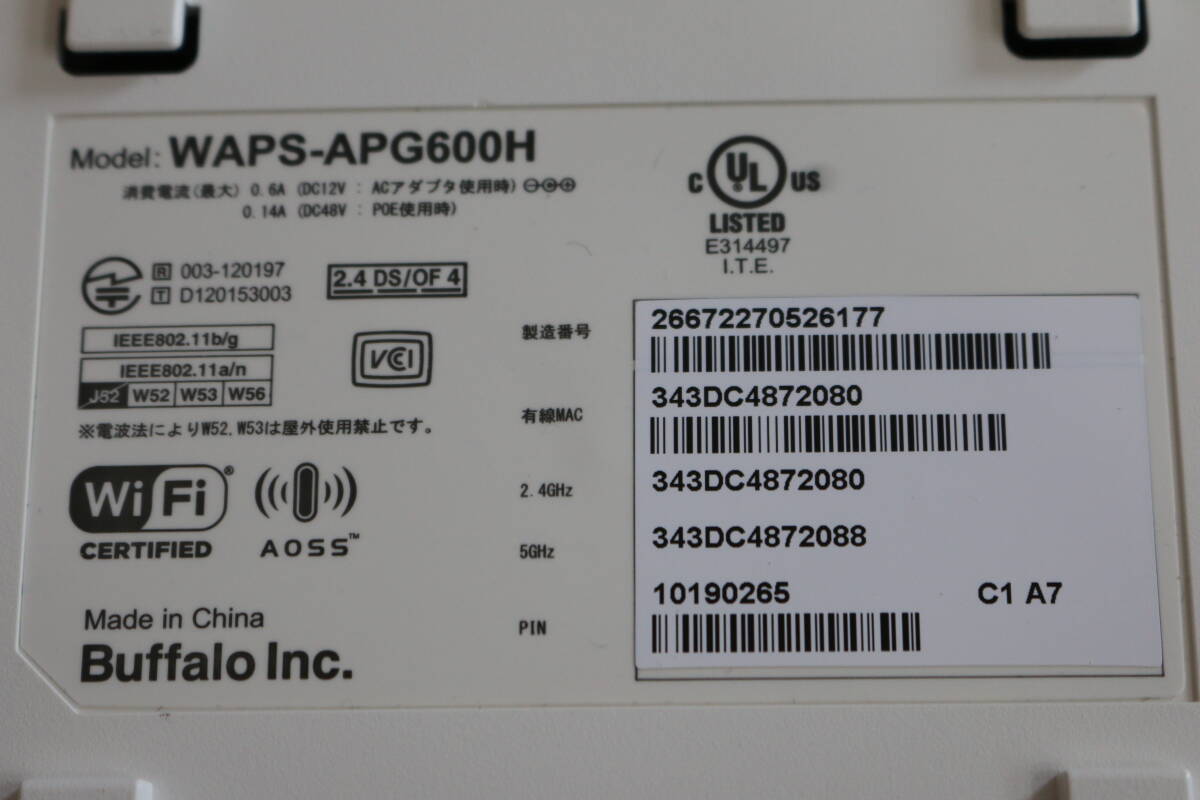 Model: WAPS-APG600H
消費電流(最大) 0.6A (DC12V : ACアダプタ使用時)
0.14A (DC48V : POE使用時)
C UL US
LISTED
E314497
I.T.E.
R 003-120197
T D120153003
2.4 DS/OF 4
IEEE802.11b/g
IEEE802.11a/n
J52 W52 W53 W56
VCCI
※電波法によりW52,W53は屋外使用禁止です。
Wi Fi®
CERTIFIED
AOSS™
Made in China
Buffalo Inc.
製造番号
26672270526177
有線MAC
343DC4872080
2.4GHz
343DC4872080
5GHz
343DC4872088
PIN
10190265 C1 A7